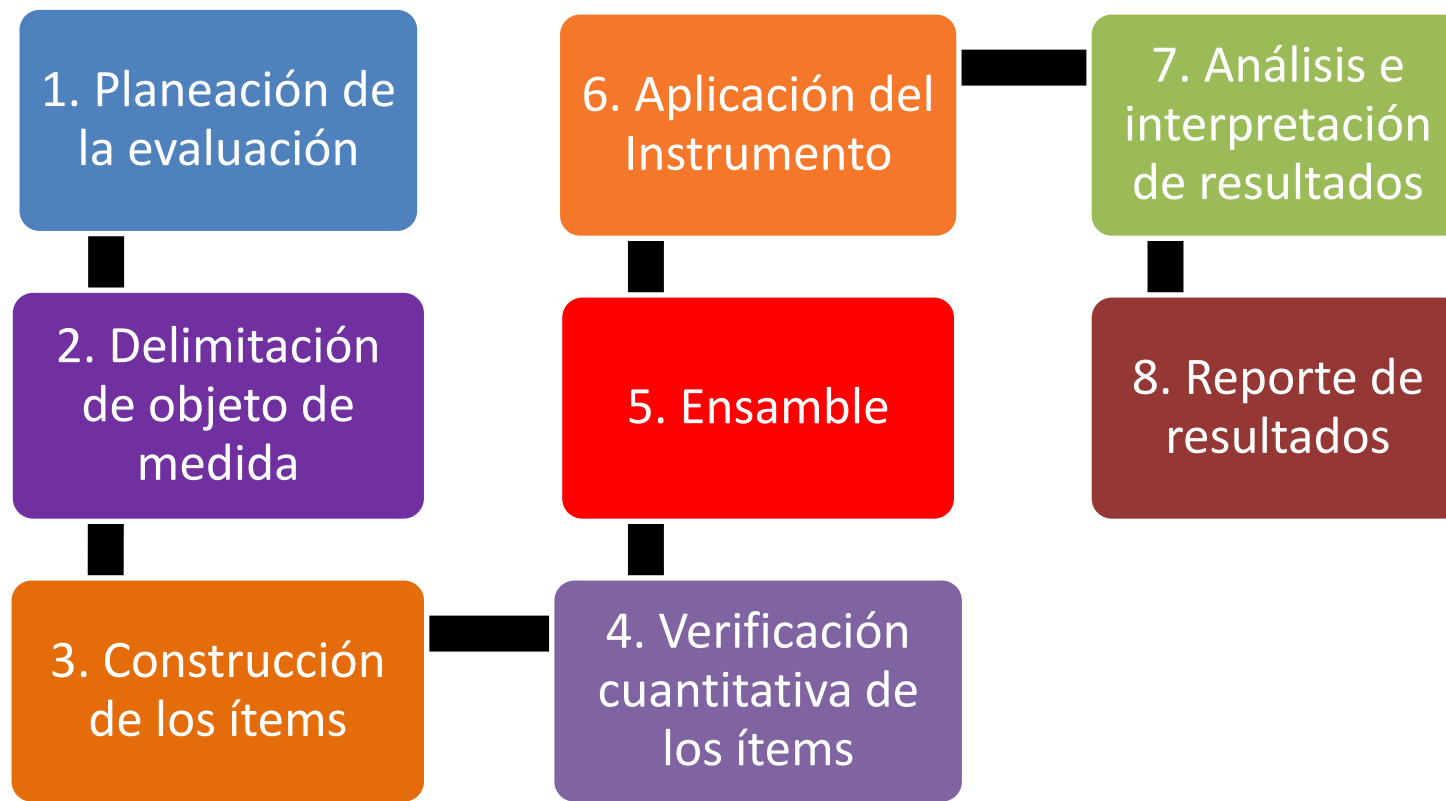 1. Planeación de
la evaluación
2. Delimitación
de objeto de
medida
3. Construcción
de los ítems
4. Verificación
cuantitativa de
los ítems
5. Ensamble
6. Aplicación del
Instrumento
7. Análisis e
interpretación
de resultados
8. Reporte de
resultados